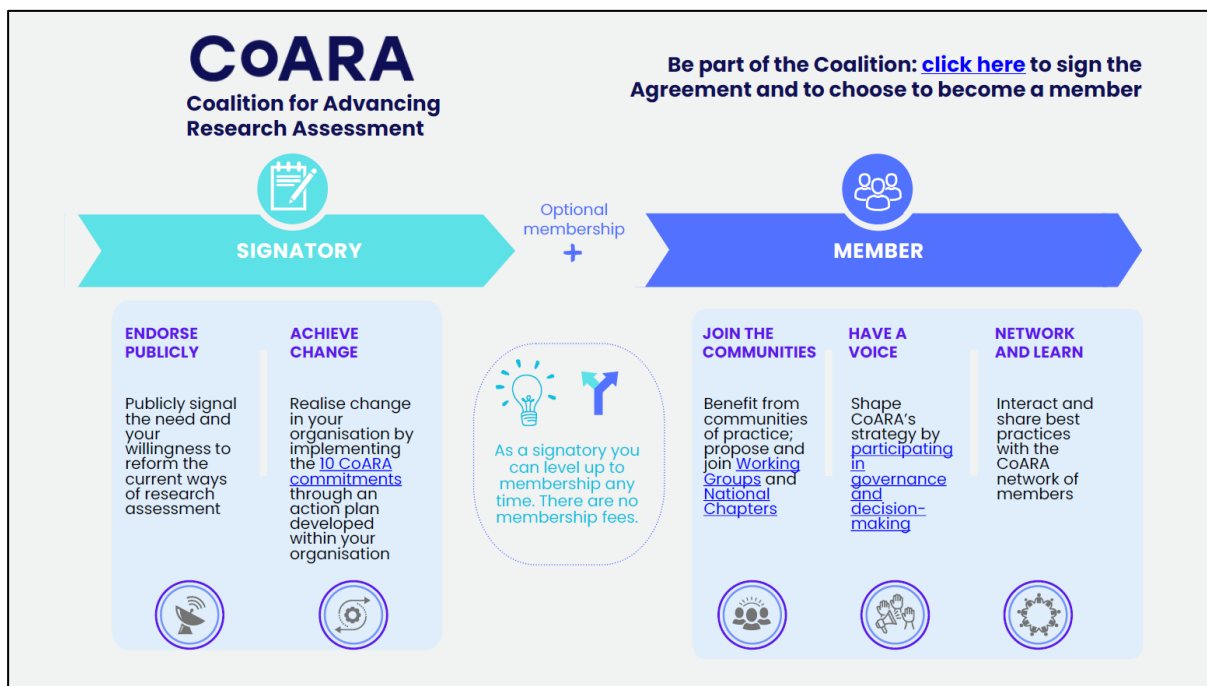 CoARA
Coalition for Advancing
Research Assessment
Be part of the Coalition: click here to sign the
Agreement and to choose to become a member
SIGNATORY
Optional
membership
+
MEMBER
ENDORSE
PUBLICLY
Publicly signal
the need and
your
willingness to
reform the
current ways
of research
assessment
ACHIEVE
CHANGE
Realise change
in your
organisation by
implementing
the 10 CoARA
commitments
through an
action plan
developed
within your
organisation
As a signatory you
can level up to
membership any
time. There are no
membership fees.
JOIN THE
COMMUNITIES
Benefit from
communities
of practice;
propose and
join Working
Groups and
National
Chapters
HAVE A
VOICE
Shape
CoARA's
strategy by
participating
in
governance
and
decision-
making
NETWORK
AND LEARN
Interact and
share best
practices
with the
CoARA
network of
members